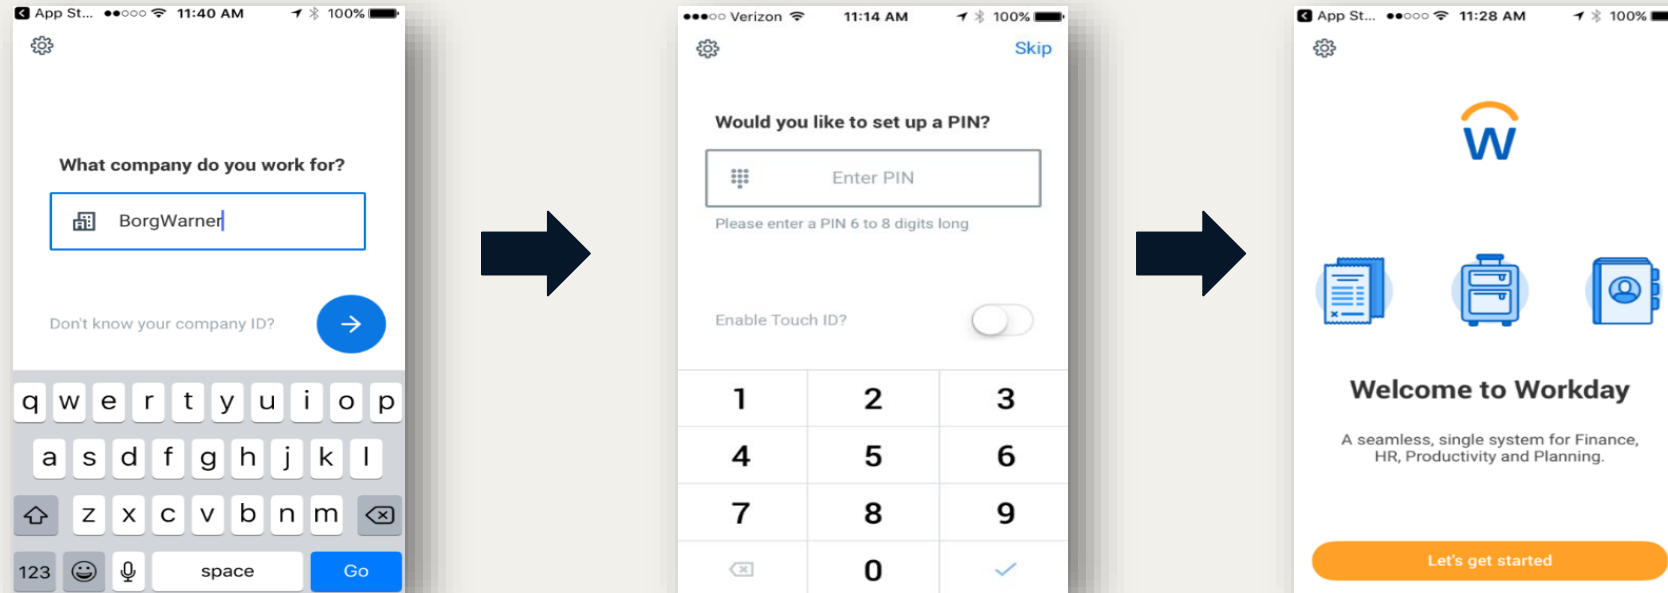 App St... 11:40 AM 100%
What company do you work for?
BorgWarner
Don't know your company ID?
q w e r t y u i o p
a s d f g h j k l
z x c v b n m
123 space Go
Verizon 11:14 AM 100%
Skip
Would you like to set up a PIN?
Enter PIN
Please enter a PIN 6 to 8 digits long
Enable Touch ID?
1 2 3
4 5 6
7 8 9
0
App St... 11:28 AM 100%
W
Welcome to Workday
A seamless, single system for Finance,
HR, Productivity and Planning.
Let's get started